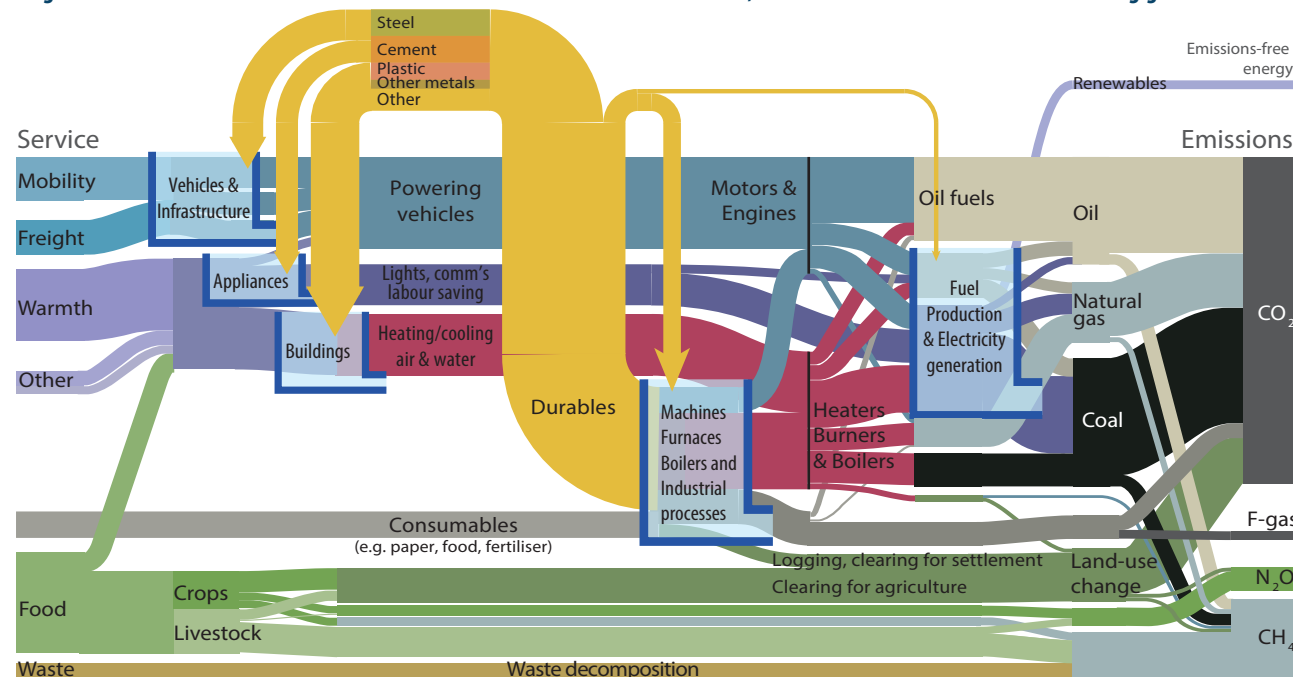 Steel
Cement
Plastic
Other metals
Other
Emissions-free
energy
Renewables
Service
Emissions
Mobility
Freight
Warmth
Other
Vehicles &
Infrastructure
Appliances
Buildings
Powering
vehicles
Lights, comm's
labour saving
Heating/cooling
air & water
Durables
Motors &
Engines
Machines
Furnaces
Boilers and
Industrial
processes
Heaters
Burners
& Boilers
Oil fuels
Fuel
Production
& Electricity
generation
Oil
Natural
gas
Coal
CO₂
Consumables
(e.g. paper, food, fertiliser)
F-gas
Logging, clearing for settlement
Clearing for agriculture
Land-use
change
N₂O
CH₄
Food
Crops
Livestock
Waste
Waste decomposition